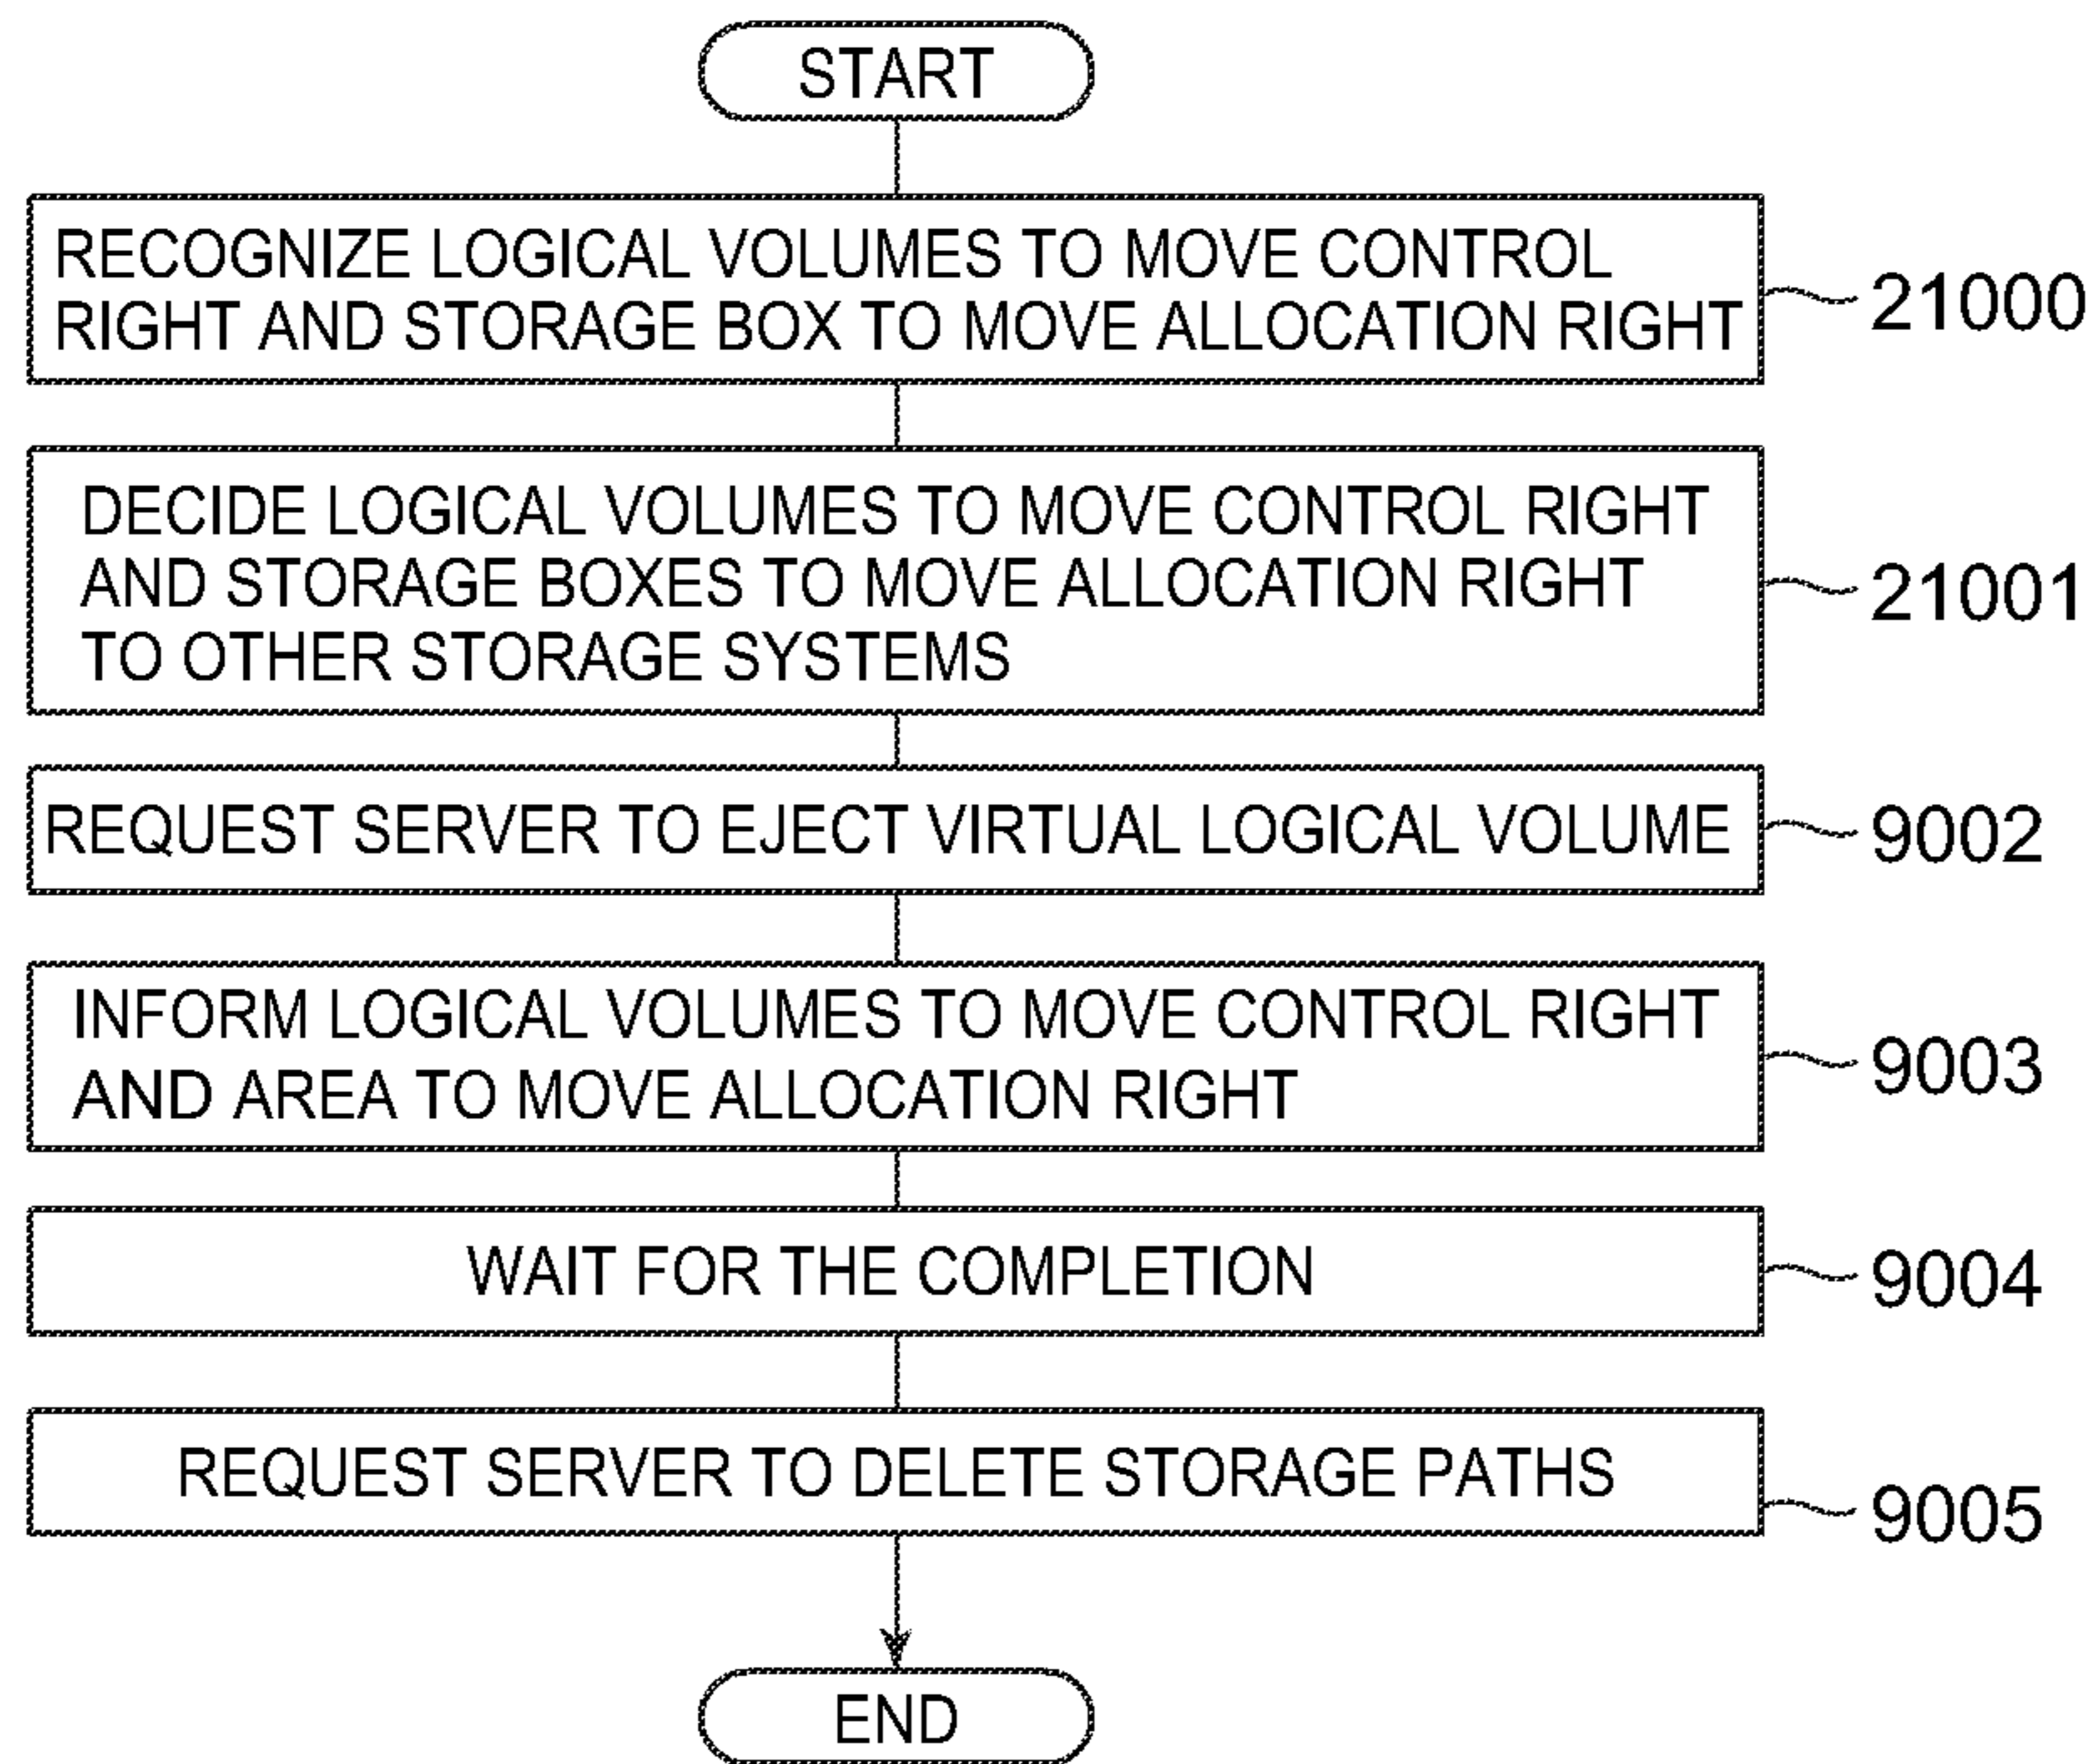 START
RECOGNIZE LOGICAL VOLUMES TO MOVE CONTROL
RIGHT AND STORAGE BOX TO MOVE ALLOCATION RIGHT
21000
DECIDE LOGICAL VOLUMES TO MOVE CONTROL RIGHT
AND STORAGE BOXES TO MOVE ALLOCATION RIGHT
TO OTHER STORAGE SYSTEMS
21001
REQUEST SERVER TO EJECT VIRTUAL LOGICAL VOLUME
9002
INFORM LOGICAL VOLUMES TO MOVE CONTROL RIGHT
AND AREA TO MOVE ALLOCATION RIGHT
9003
WAIT FOR THE COMPLETION
9004
REQUEST SERVER TO DELETE STORAGE PATHS
9005
END